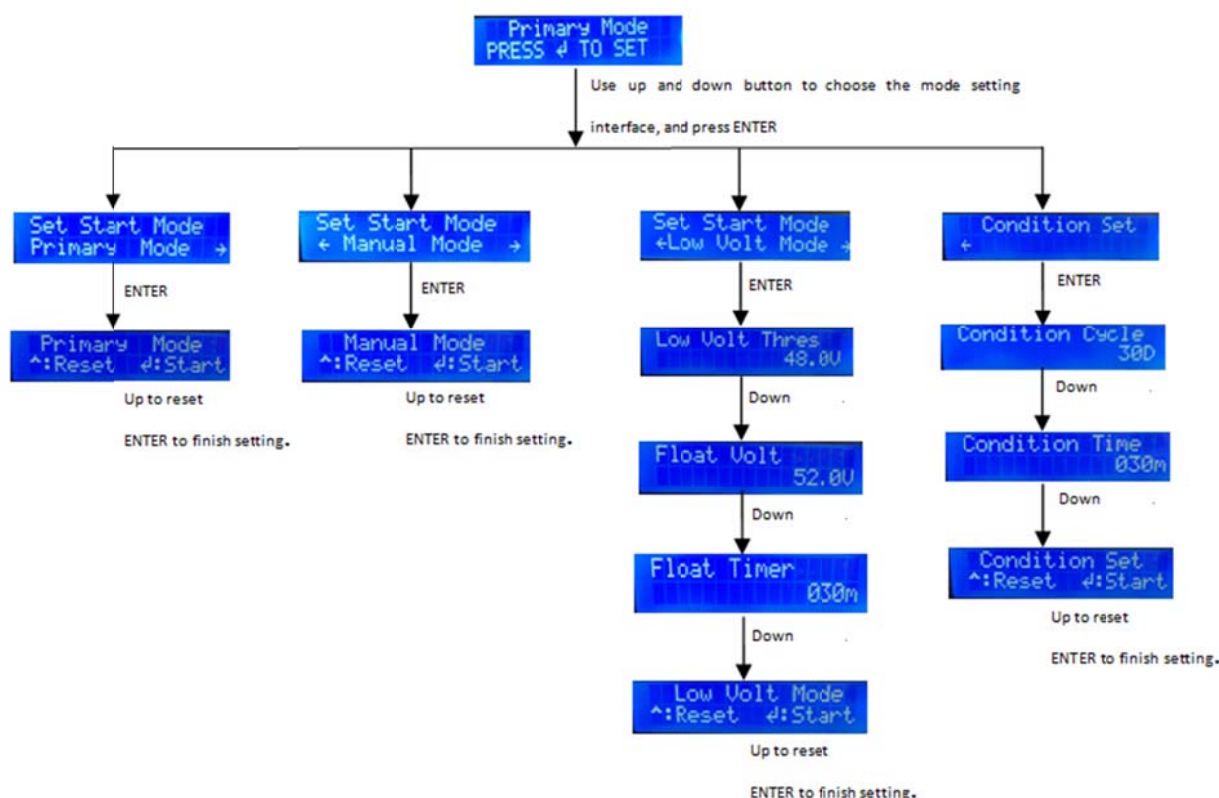 Primary Mode
PRESS ↲ TO SET
Use up and down button to choose the mode setting
interface, and press ENTER
Set Start Mode
Primary Mode →
ENTER
Primary Mode
^:Reset ↲:Start
Up to reset
ENTER to finish setting.
Set Start Mode
← Manual Mode →
ENTER
Manual Mode
^:Reset ↲:Start
Up to reset
ENTER to finish setting.
Set Start Mode
←Low Volt Mode →
ENTER
Low Volt Thres
48.0V
Down
Float Volt
52.0V
Down
Float Timer
030m
Down
Low Volt Mode
^:Reset ↲:Start
Up to reset
ENTER to finish setting.
Condition Set
←
ENTER
Condition Cycle
30D
Down
Condition Time
030m
Down
Condition Set
^:Reset ↲:Start
Up to reset
ENTER to finish setting.